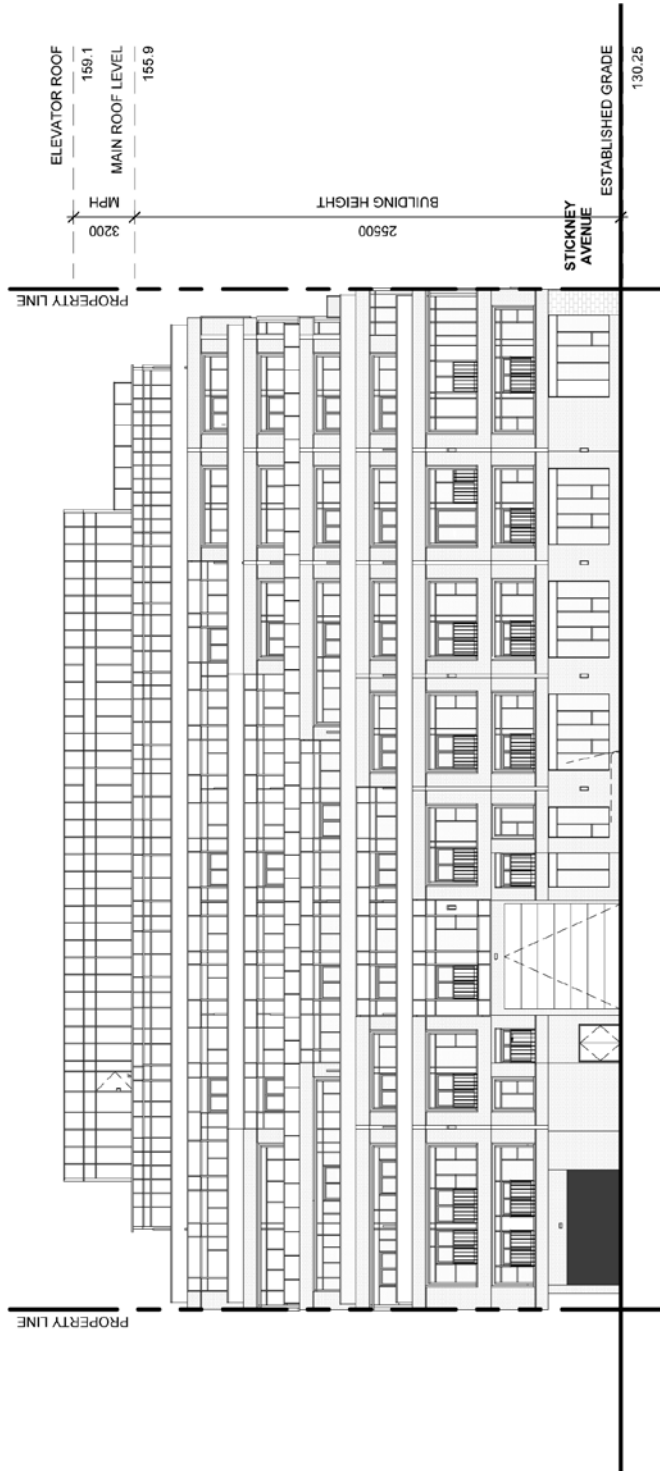 ELEVATOR ROOF
159.1
MAIN ROOF LEVEL
155.9
MPH
3200
BUILDING HEIGHT
25500
STICKNEY
AVENUE
ESTABLISHED GRADE
130.25
PROPERTY LINE
PROPERTY LINE